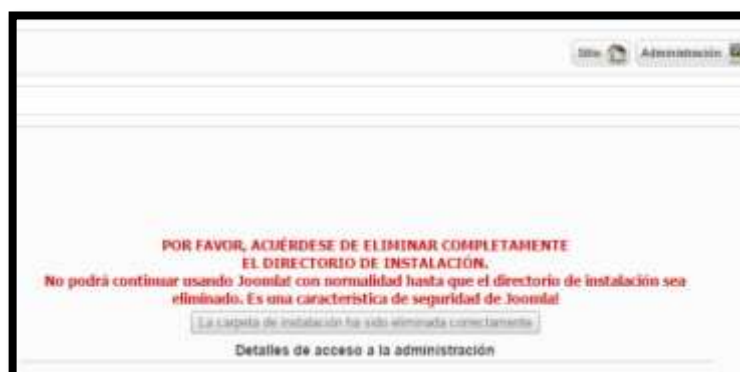 Sitio Administración
POR FAVOR, ACUÉRDESE DE ELIMINAR COMPLETAMENTE
EL DIRECTORIO DE INSTALACIÓN.
No podrá continuar usando Joomla! con normalidad hasta que el directorio de instalación sea
eliminado. Es una característica de seguridad de Joomla!
La carpeta de instalación ha sido eliminada correctamente
Detalles de acceso a la administración